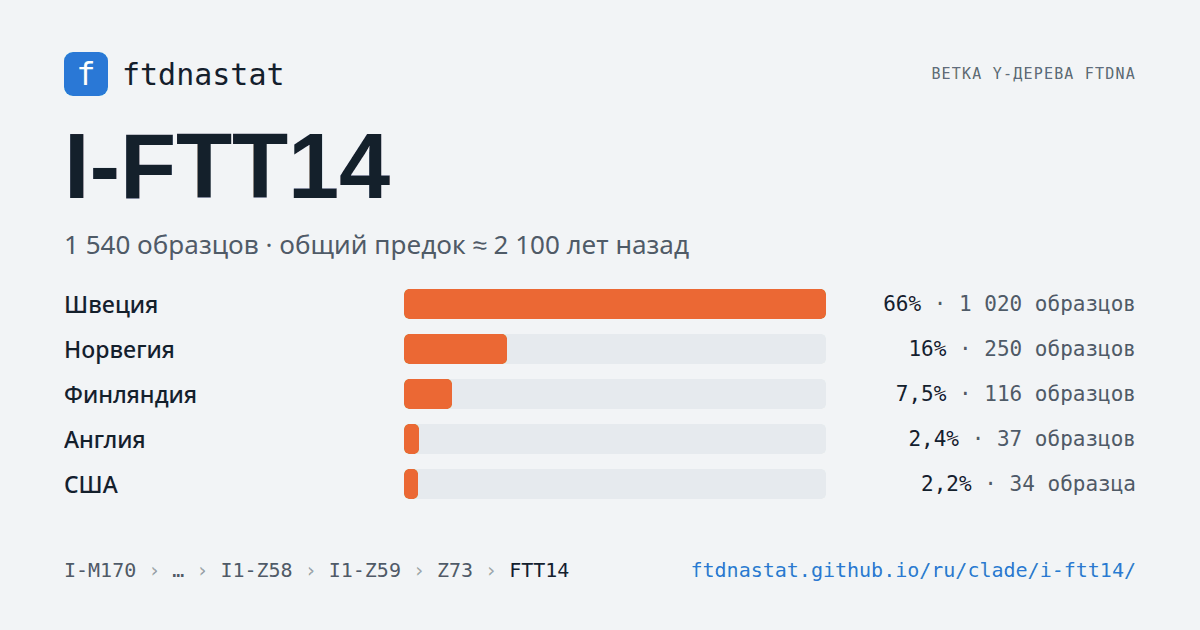 f ftdnastat
ВЕТКА Y-ДЕРЕВА FTDNA
I-FTT14
1 540 образцов · общий предок ≈ 2 100 лет назад
Швеция 66% · 1 020 образцов
Норвегия 16% · 250 образцов
Финляндия 7,5% · 116 образцов
Англия 2,4% · 37 образцов
США 2,2% · 34 образца
I-M170 › … › I1-Z58 › I1-Z59 › Z73 › FTT14
ftdnastat.github.io/ru/clade/i-ftt14/